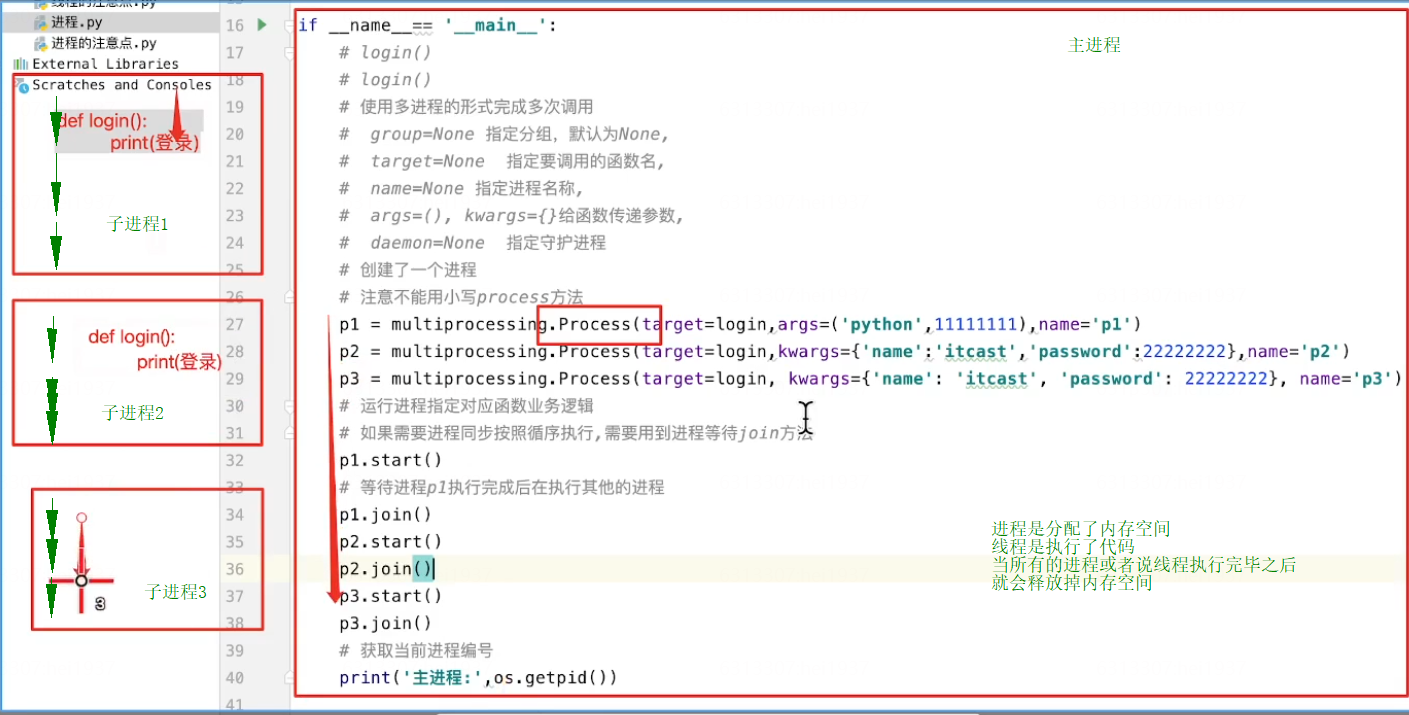 线程的注意点.py
进程.py
进程的注意点.py
External Libraries
Scratches and Consoles
def login():
print(登录)
子进程1
def login():
print(登录)
子进程2
3
子进程3
主进程
16 if __name__== '__main__':
17 # login()
18 # login()
19 # 使用多进程的形式完成多次调用
20 # group=None 指定分组，默认为None,
21 # target=None 指定要调用的函数名,
22 # name=None 指定进程名称,
23 # args=(), kwargs={}给函数传递参数,
24 # daemon=None 指定守护进程
25 # 创建了一个进程
26 # 注意不能用小写process方法
27 p1 = multiprocessing.Process(target=login,args=('python',11111111),name='p1')
28 p2 = multiprocessing.Process(target=login,kwargs={'name':'itcast','password':22222222},name='p2')
29 p3 = multiprocessing.Process(target=login, kwargs={'name': 'itcast', 'password': 22222222}, name='p3')
30 # 运行进程指定对应函数业务逻辑
31 # 如果需要进程同步按照循序执行,需要用到进程等待join方法
32 p1.start()
33 # 等待进程p1执行完成后在执行其他的进程
34 p1.join()
35 p2.start()
36 p2.join()
37 p3.start()
38 p3.join()
39 # 获取当前进程编号
40 print('主进程:',os.getpid())
41
进程是分配了内存空间
线程是执行了代码
当所有的进程或者说线程执行完毕之后
就会释放掉内存空间